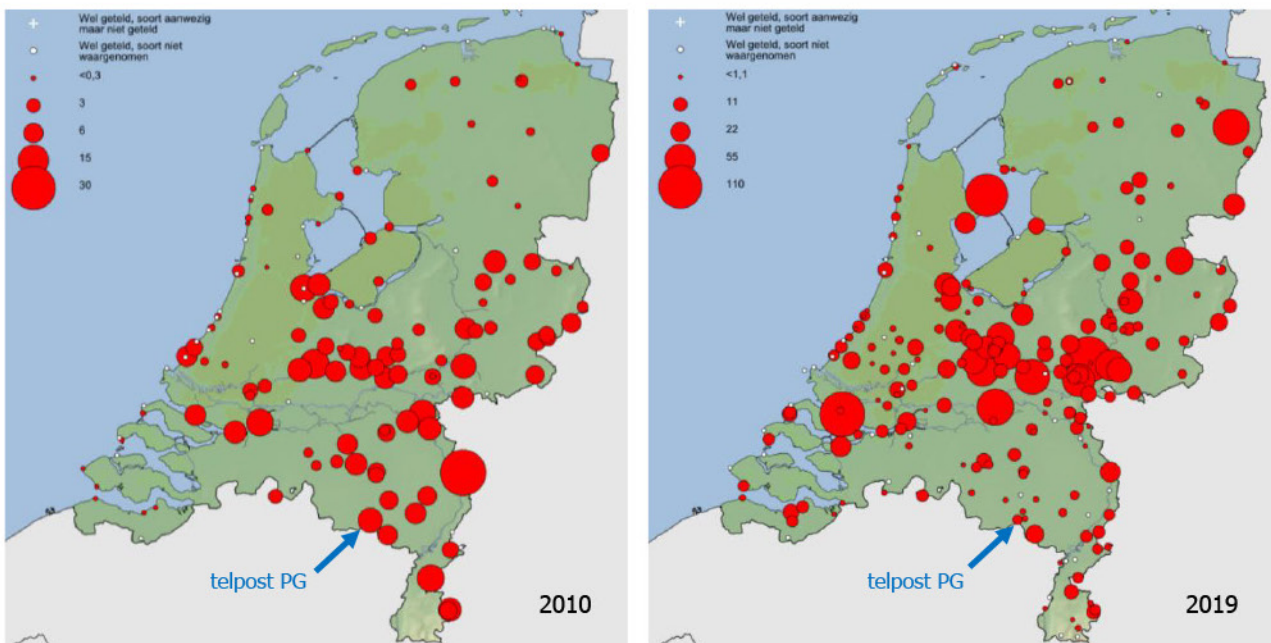 Wel geteld, soort aanwezig
maar niet geteld
Wel geteld, soort niet
waargenomen
<0,3
3
6
15
30
telpost PG
2010
Wel geteld, soort aanwezig
maar niet geteld
Wel geteld, soort niet
waargenomen
<1,1
11
22
55
110
telpost PG
2019